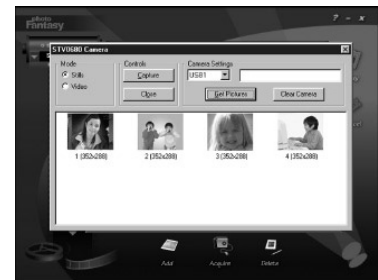 photo
Fantasy
? - x
STV0680 Camera
Mode
Stills
Video
Controls
Capture
Close
Camera Settings
USB1
Get Pictures
Clear Camera
1 (352x288)
2 (352x288)
3 (352x288)
4 (352x288)
Add
Acquire
Delete